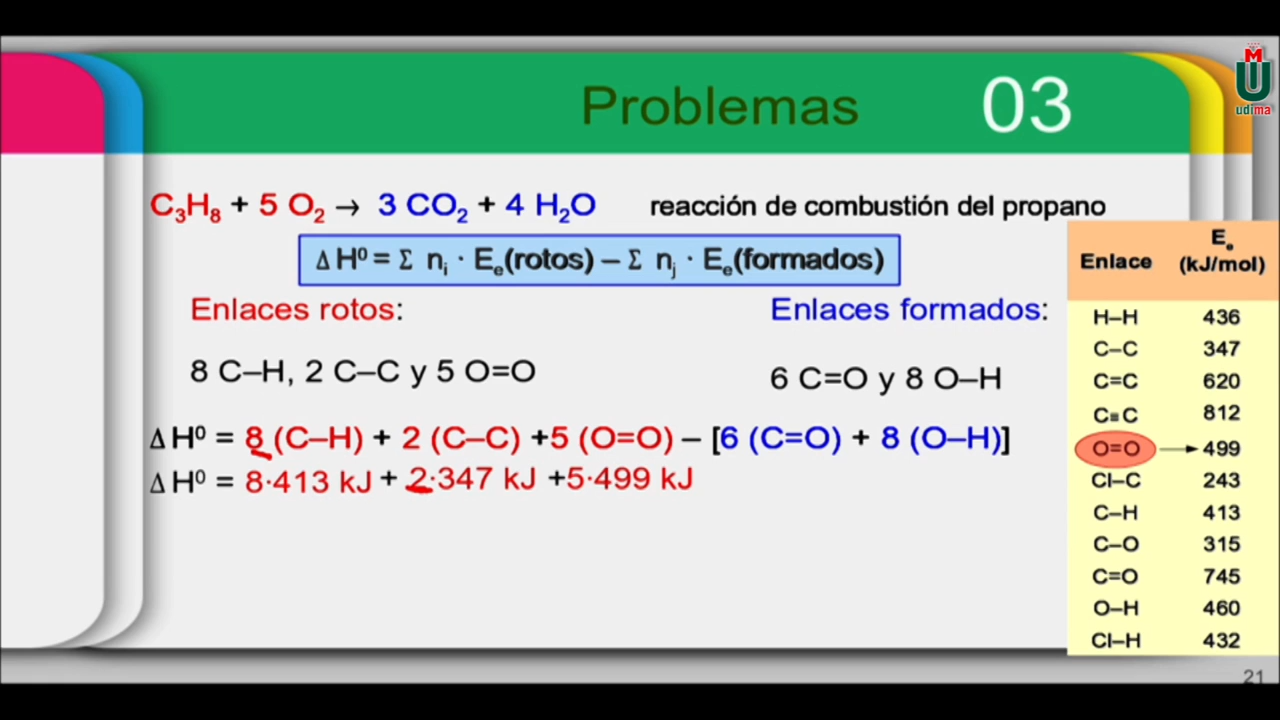 Problemas 03
M
U
udima
C₃H₈ + 5 O₂ → 3 CO₂ + 4 H₂O reacción de combustión del propano
Δ H⁰ = Σ nᵢ · Eₑ(rotos) – Σ nⱼ · Eₑ(formados)
Enlaces rotos: Enlaces formados:
8 C–H, 2 C–C y 5 O=O 6 C=O y 8 O–H
Δ H⁰ = 8 (C–H) + 2 (C–C) +5 (O=O) – [6 (C=O) + 8 (O–H)]
Δ H⁰ = 8·413 kJ + 2·347 kJ +5·499 kJ
Enlace Eₑ (kJ/mol)
H–H 436
C–C 347
C=C 620
C≡C 812
O=O → 499
Cl–C 243
C–H 413
C–O 315
C=O 745
O–H 460
Cl–H 432
21